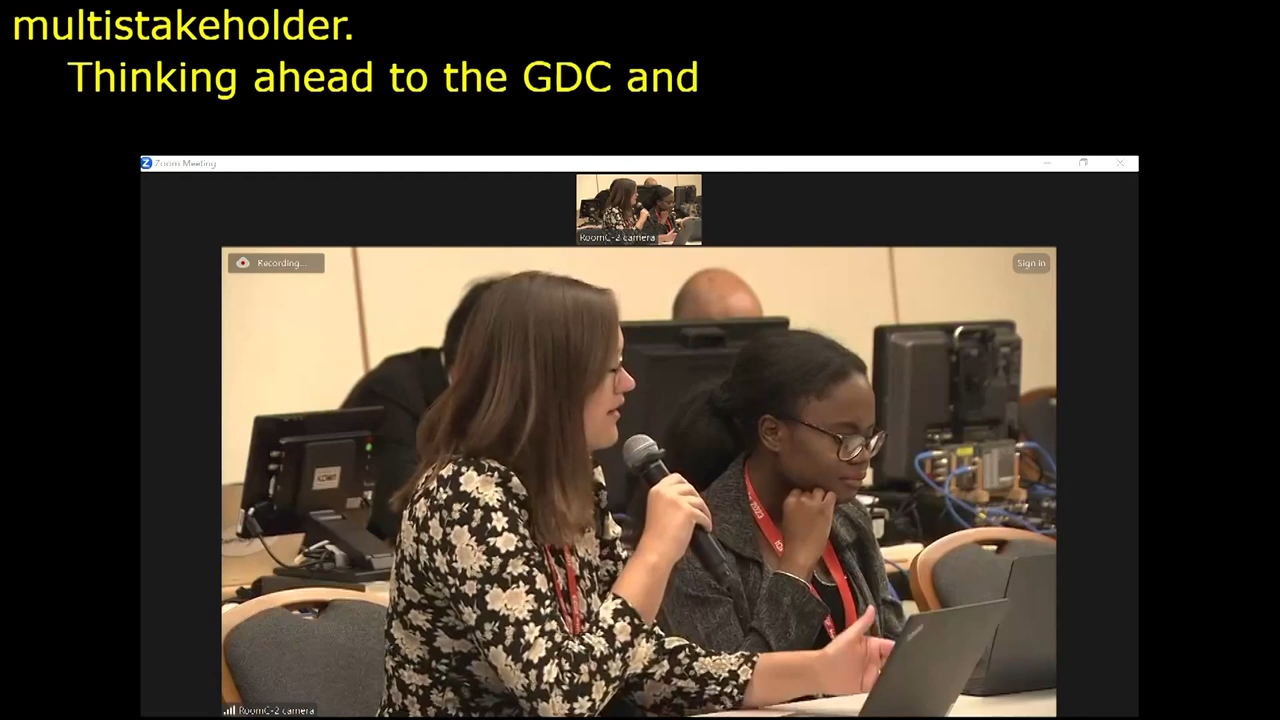 multistakeholder.
Thinking ahead to the GDC and
Zoom Meeting
RoomC-2 camera
Recording...
Sign in
RoomC-2 camera